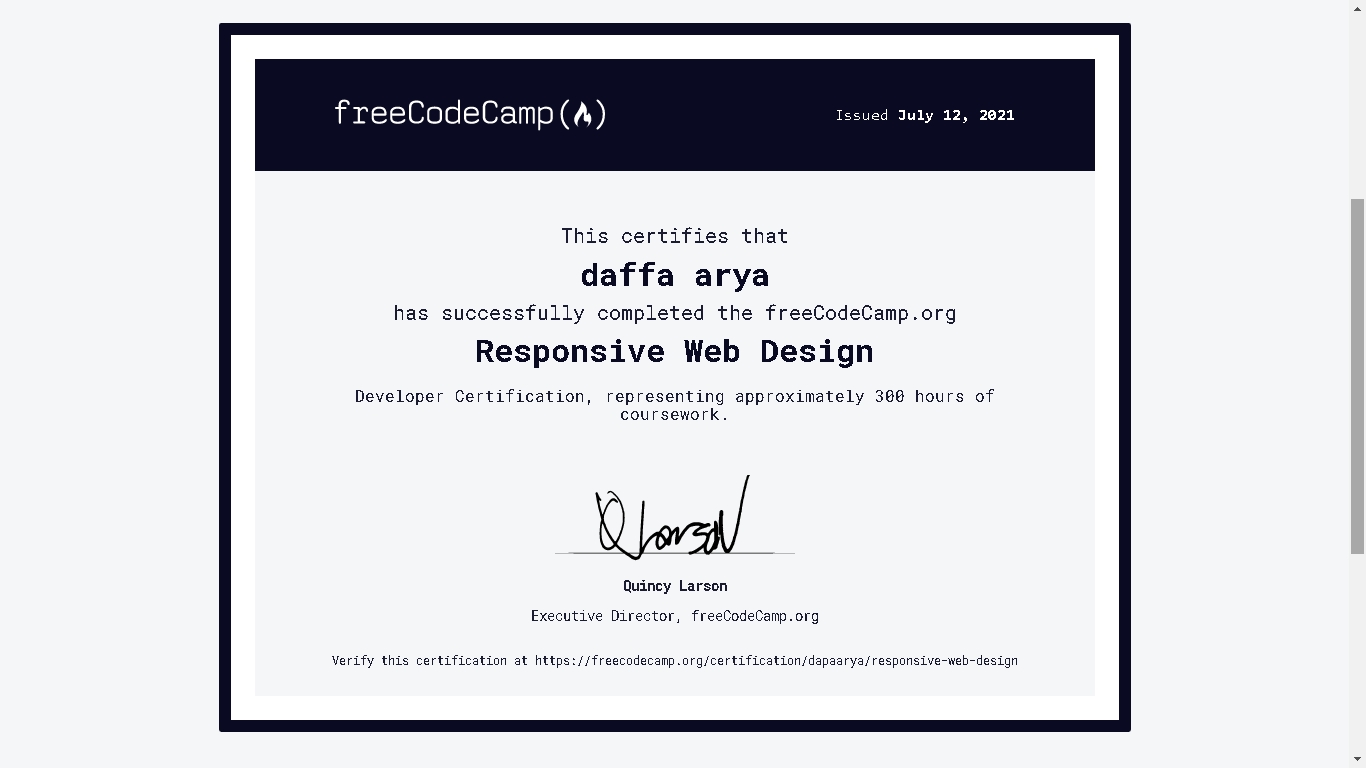 freeCodeCamp(🔥)
Issued July 12, 2021
This certifies that
daffa arya
has successfully completed the freeCodeCamp.org
Responsive Web Design
Developer Certification, representing approximately 300 hours of
coursework.
Q Larson
Quincy Larson
Executive Director, freeCodeCamp.org
Verify this certification at https://freecodecamp.org/certification/dapaarya/responsive-web-design